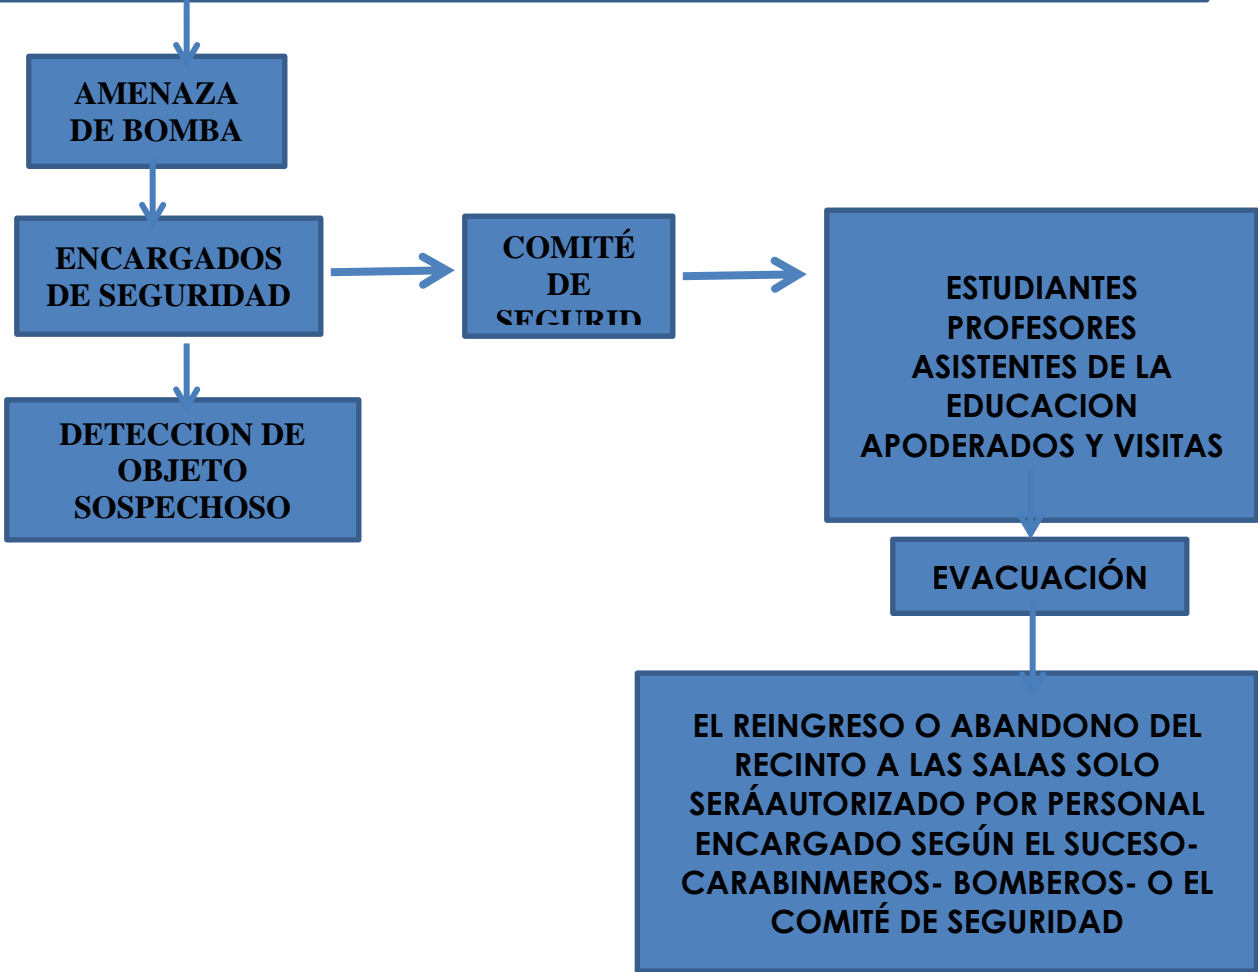 AMENAZA
DE BOMBA
ENCARGADOS
DE SEGURIDAD
COMITÉ
DE
SEGURID
DETECCION DE
OBJETO
SOSPECHOSO
ESTUDIANTES
PROFESORES
ASISTENTES DE LA
EDUCACION
APODERADOS Y VISITAS
EVACUACIÓN
EL REINGRESO O ABANDONO DEL
RECINTO A LAS SALAS SOLO
SERÁAUTORIZADO POR PERSONAL
ENCARGADO SEGÚN EL SUCESO-
CARABINMEROS- BOMBEROS- O EL
COMITÉ DE SEGURIDAD